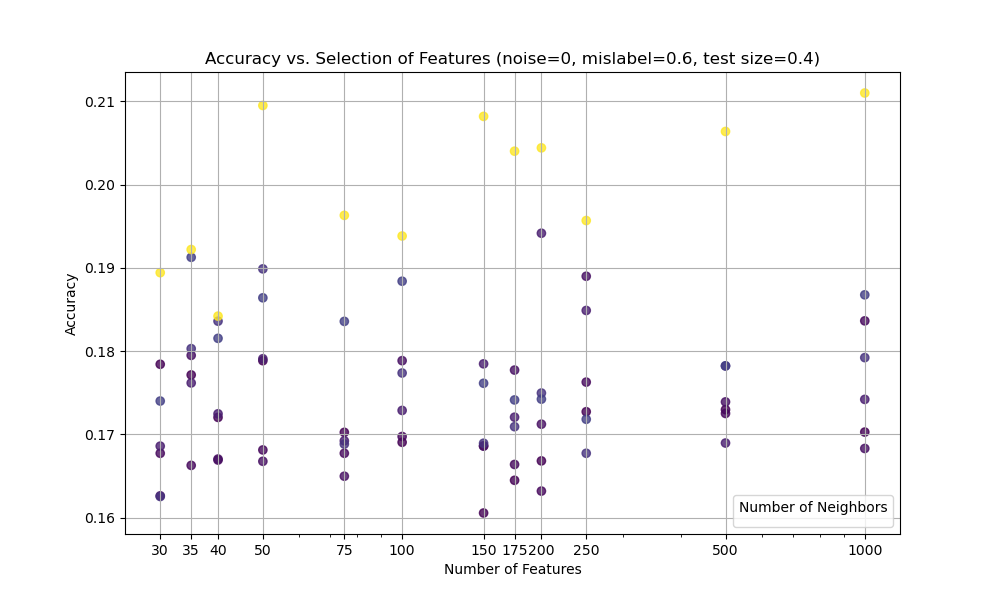 Accuracy vs. Selection of Features (noise=0, mislabel=0.6, test size=0.4)
0.21
0.20
0.19
0.18
0.17
0.16
Accuracy
Number of Neighbors
30 35 40 50 75 100 150 175 200 250 500 1000
Number of Features